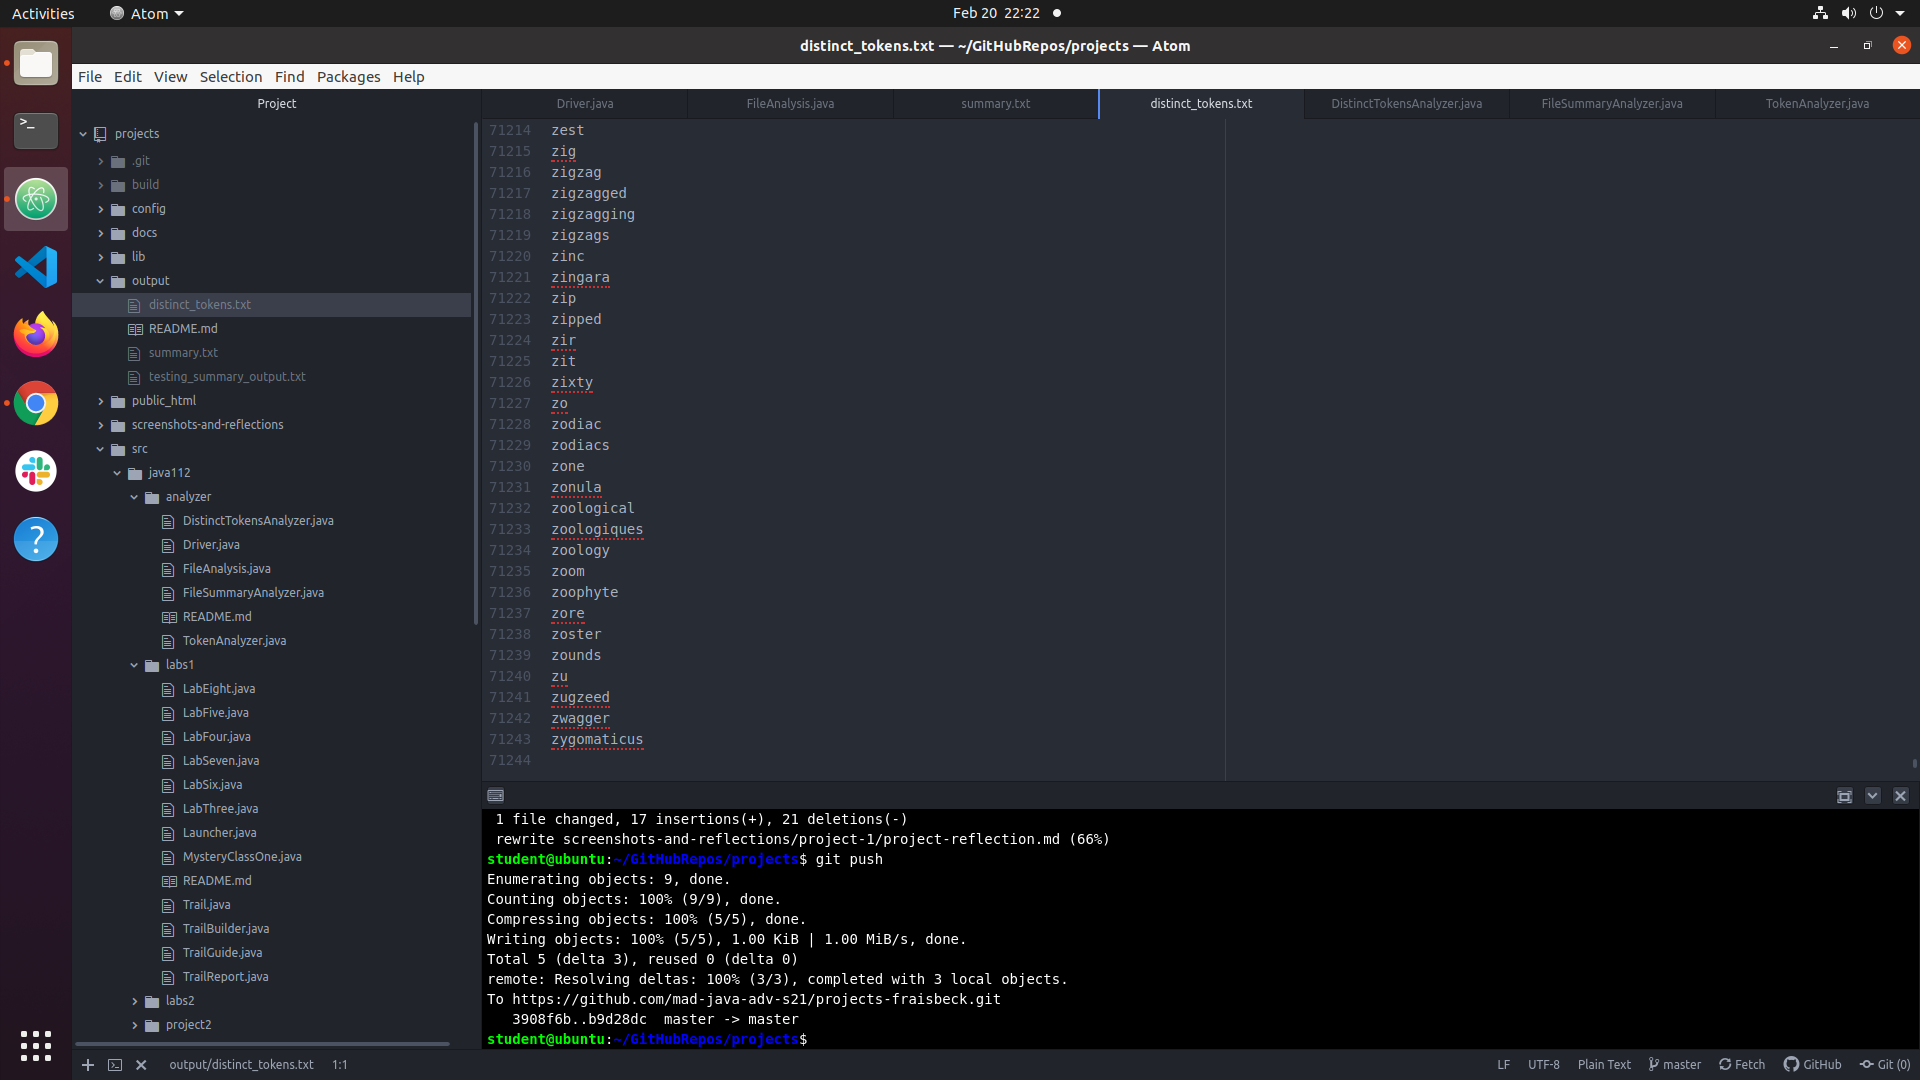 Activities
Atom
Feb 20 22:22
distinct_tokens.txt — ~/GitHubRepos/projects — Atom
File Edit View Selection Find Packages Help
Project
projects
.git
build
config
docs
lib
output
distinct_tokens.txt
README.md
summary.txt
testing_summary_output.txt
public_html
screenshots-and-reflections
src
java112
analyzer
DistinctTokensAnalyzer.java
Driver.java
FileAnalysis.java
FileSummaryAnalyzer.java
README.md
TokenAnalyzer.java
labs1
LabEight.java
LabFive.java
LabFour.java
LabSeven.java
LabSix.java
LabThree.java
Launcher.java
MysteryClassOne.java
README.md
Trail.java
TrailBuilder.java
TrailGuide.java
TrailReport.java
labs2
project2
Driver.java FileAnalysis.java summary.txt distinct_tokens.txt DistinctTokensAnalyzer.java FileSummaryAnalyzer.java TokenAnalyzer.java
71214 zest
71215 zig
71216 zigzag
71217 zigzagged
71218 zigzagging
71219 zigzags
71220 zinc
71221 zingara
71222 zip
71223 zipped
71224 zir
71225 zit
71226 zixty
71227 zo
71228 zodiac
71229 zodiacs
71230 zone
71231 zonula
71232 zoological
71233 zoologiques
71234 zoology
71235 zoom
71236 zoophyte
71237 zore
71238 zoster
71239 zounds
71240 zu
71241 zugzeed
71242 zwagger
71243 zygomaticus
71244
1 file changed, 17 insertions(+), 21 deletions(-)
rewrite screenshots-and-reflections/project-1/project-reflection.md (66%)
student@ubuntu:~/GitHubRepos/projects$ git push
Enumerating objects: 9, done.
Counting objects: 100% (9/9), done.
Compressing objects: 100% (5/5), done.
Writing objects: 100% (5/5), 1.00 KiB | 1.00 MiB/s, done.
Total 5 (delta 3), reused 0 (delta 0)
remote: Resolving deltas: 100% (3/3), completed with 3 local objects.
To https://github.com/mad-java-adv-s21/projects-fraisbeck.git
3908f6b..b9d28dc master -> master
student@ubuntu:~/GitHubRepos/projects$
output/distinct_tokens.txt 1:1
LF UTF-8 Plain Text master Fetch GitHub Git (0)